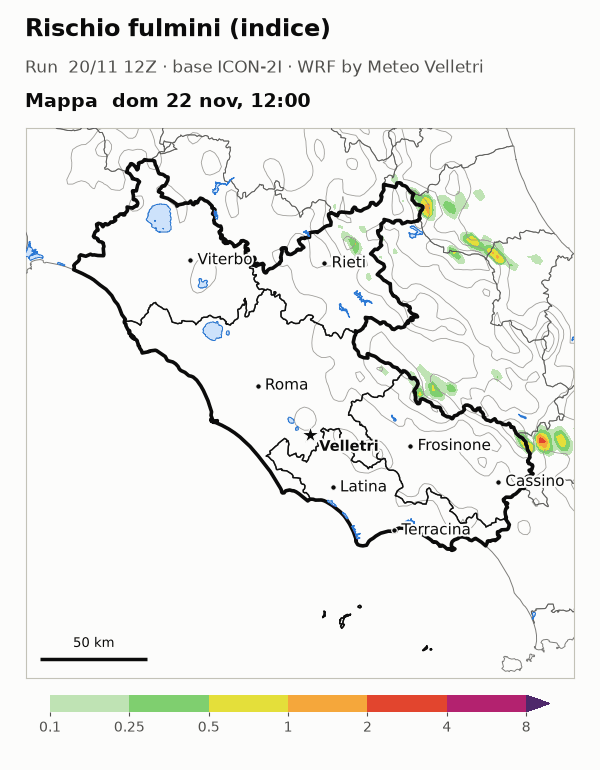 Rischio fulmini (indice)
Run  20/11 12Z · base ICON-2I · WRF by Meteo Velletri
Mappa  dom 22 nov, 12:00
Viterbo
Rieti
Roma
Velletri
Frosinone
Cassino
Latina
Terracina
50 km
0.1 0.25 0.5 1 2 4 8